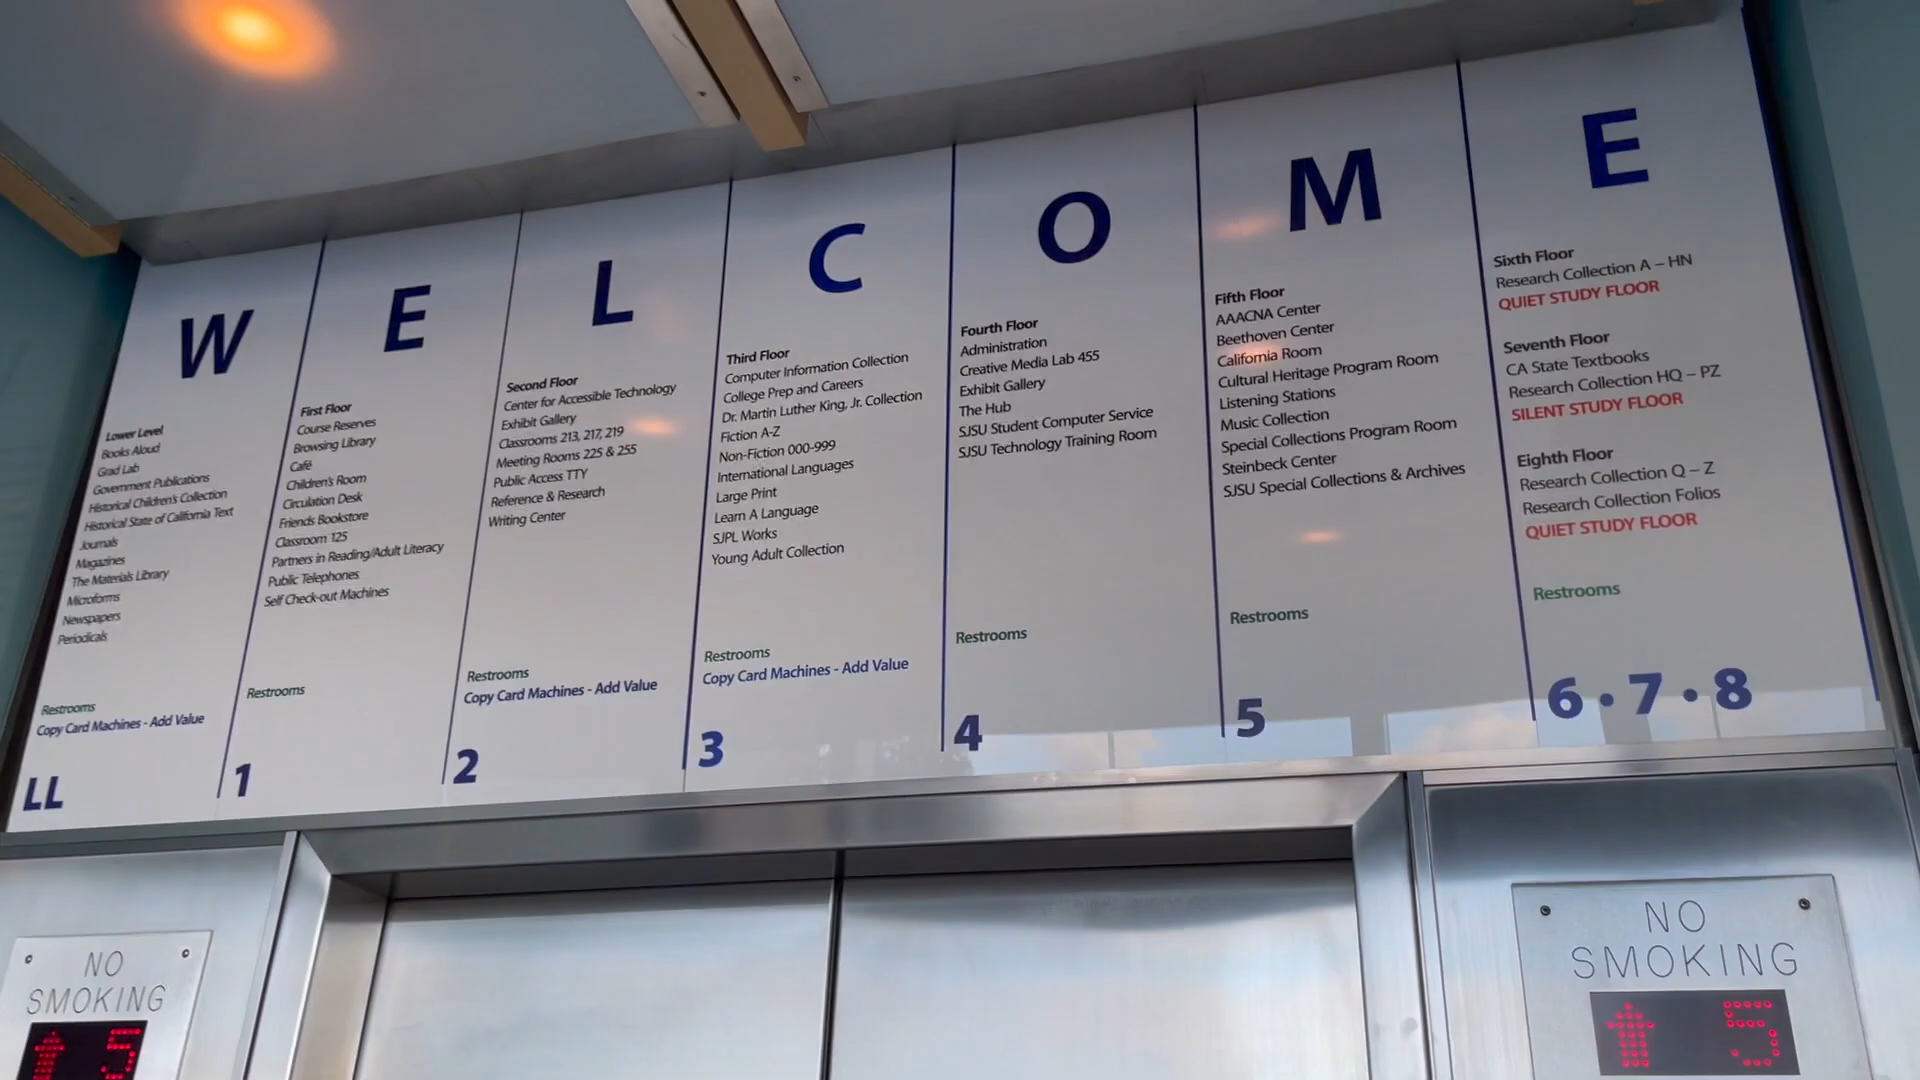 W
Lower Level
Books Aloud
Grad Lab
Government Publications
Historical Children's Collection
Historical State of California Text
Journals
Magazines
The Materials Library
Microforms
Newspapers
Periodicals
Restrooms
Copy Card Machines - Add Value
LL
E
First Floor
Course Reserves
Browsing Library
Café
Children's Room
Circulation Desk
Friends Bookstore
Classroom 125
Partners in Reading/Adult Literacy
Public Telephones
Self Check-out Machines
Restrooms
1
L
Second Floor
Center for Accessible Technology
Exhibit Gallery
Classrooms 213, 217, 219
Meeting Rooms 225 & 255
Public Access TTY
Reference & Research
Writing Center
Restrooms
Copy Card Machines - Add Value
2
C
Third Floor
Computer Information Collection
College Prep and Careers
Dr. Martin Luther King, Jr. Collection
Fiction A-Z
Non-Fiction 000-999
International Languages
Large Print
Learn A Language
SJPL Works
Young Adult Collection
Restrooms
Copy Card Machines - Add Value
3
O
Fourth Floor
Administration
Creative Media Lab 455
Exhibit Gallery
The Hub
SJSU Student Computer Service
SJSU Technology Training Room
Restrooms
4
M
Fifth Floor
AAACNA Center
Beethoven Center
California Room
Cultural Heritage Program Room
Listening Stations
Music Collection
Special Collections Program Room
Steinbeck Center
SJSU Special Collections & Archives
Restrooms
5
E
Sixth Floor
Research Collection A – HN
QUIET STUDY FLOOR
Seventh Floor
CA State Textbooks
Research Collection HQ – PZ
SILENT STUDY FLOOR
Eighth Floor
Research Collection Q – Z
Research Collection Folios
QUIET STUDY FLOOR
Restrooms
6 • 7 • 8
NO
SMOKING
5
NO
SMOKING
5